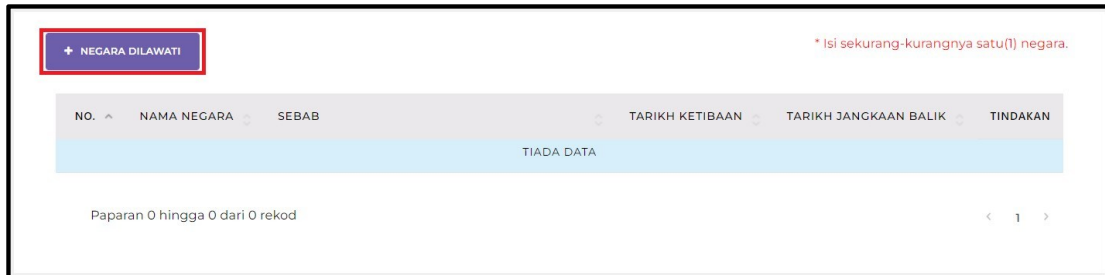 + NEGARA DILAWATI
* Isi sekurang-kurangnya satu(1) negara.
NO. NAMA NEGARA SEBAB TARIKH KETIBAAN TARIKH JANGKAAN BALIK TINDAKAN
TIADA DATA
Paparan 0 hingga 0 dari 0 rekod
< 1 >